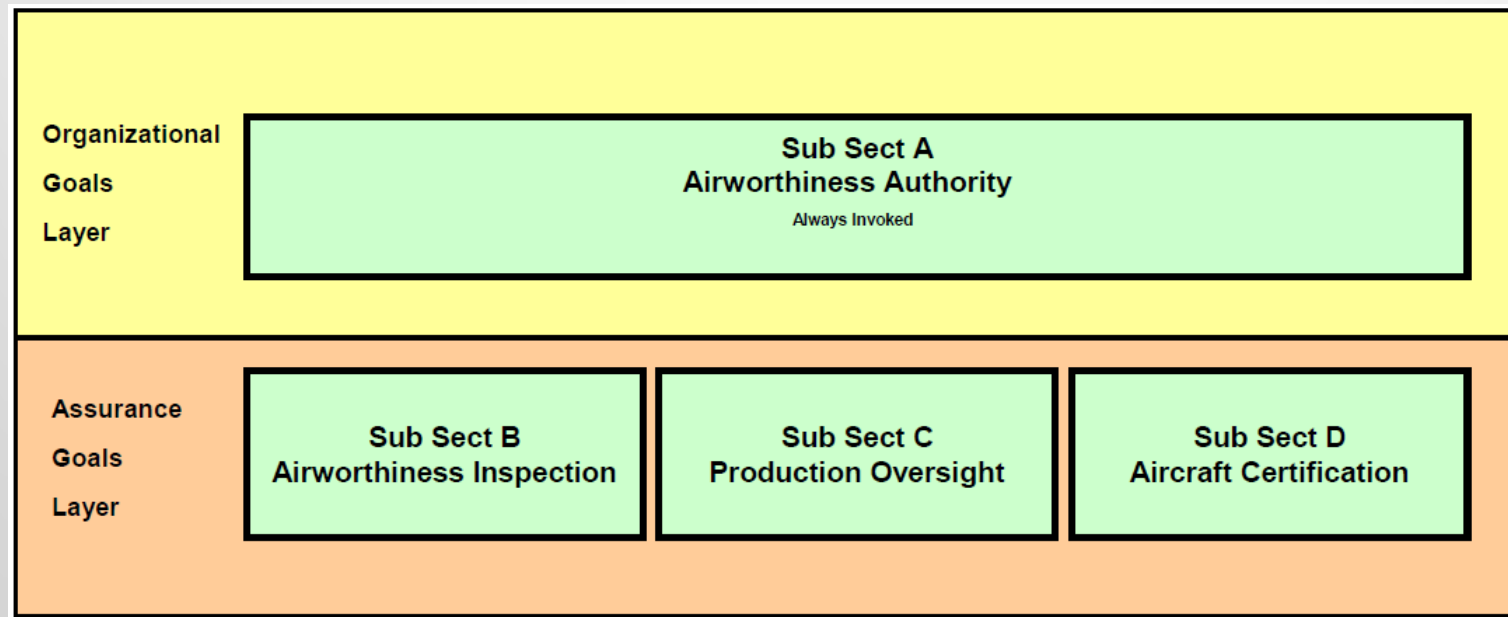 Organizational
Goals
Layer
Sub Sect A
Airworthiness Authority
Always Invoked
Assurance
Goals
Layer
Sub Sect B
Airworthiness Inspection
Sub Sect C
Production Oversight
Sub Sect D
Aircraft Certification